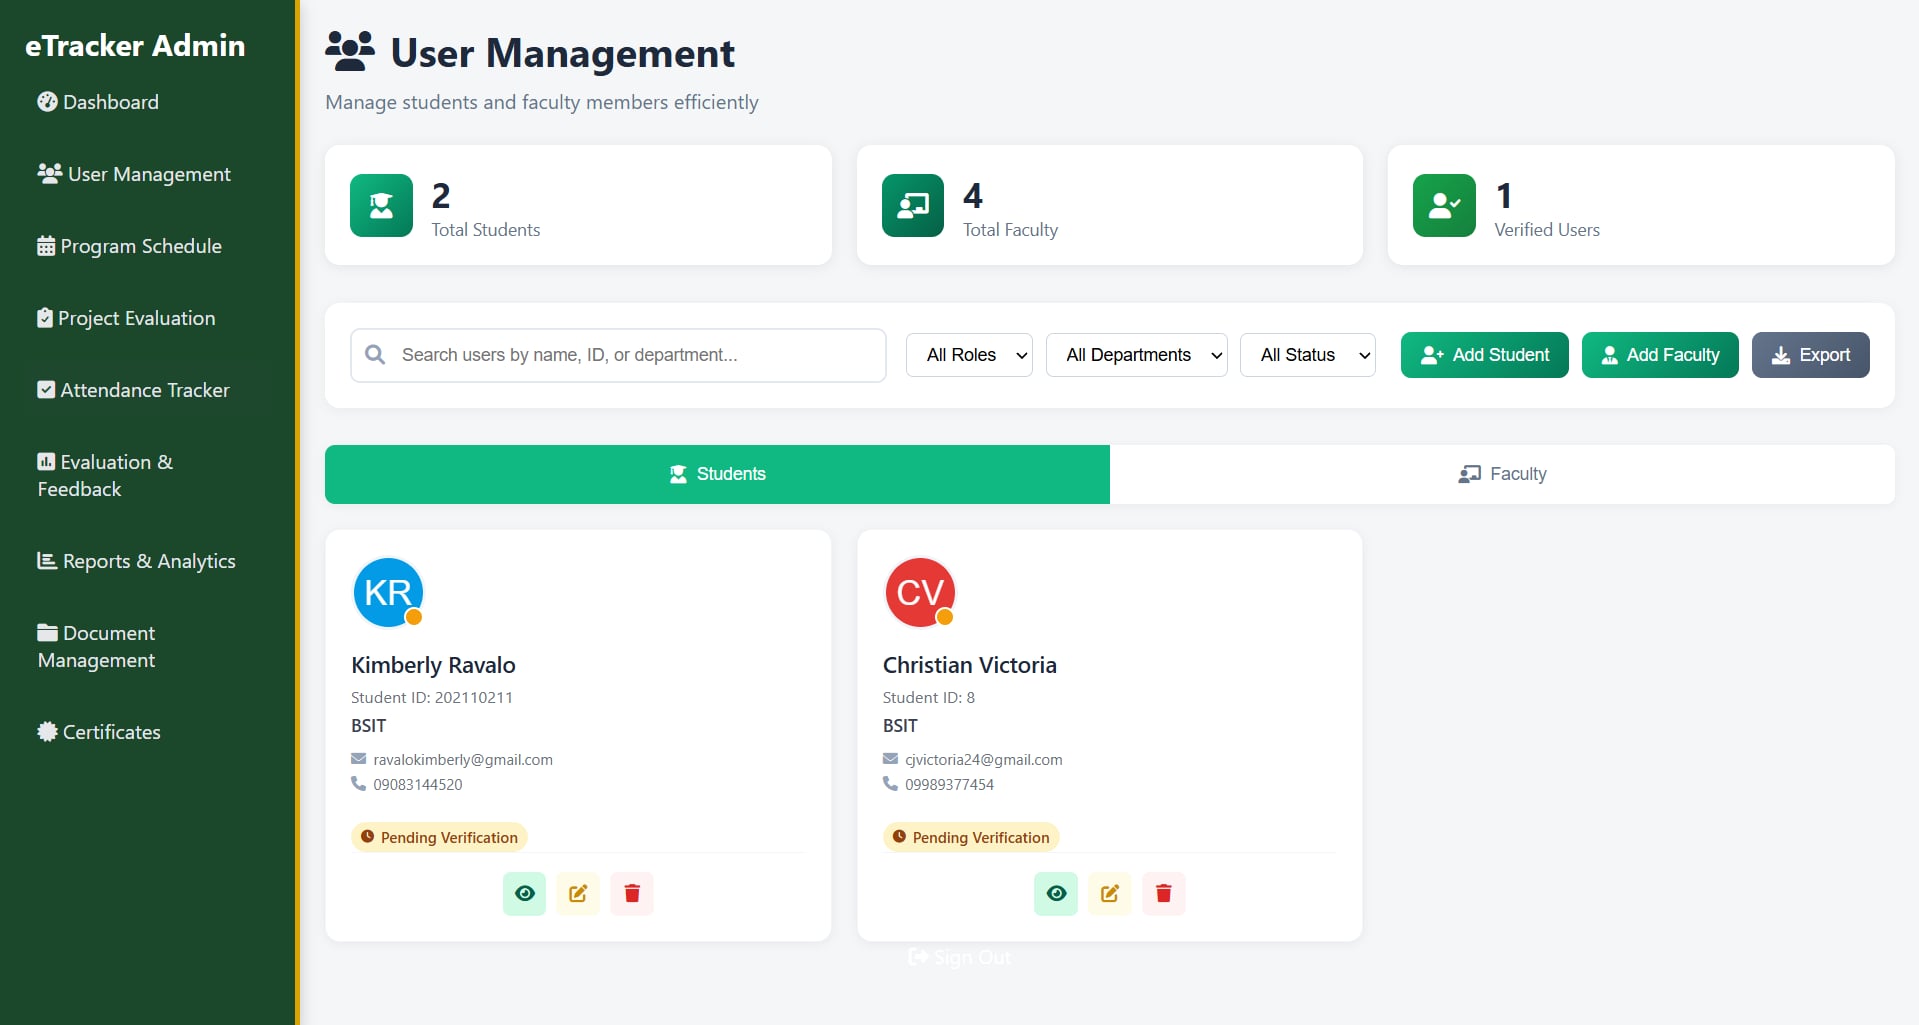 eTracker Admin
Dashboard
User Management
Program Schedule
Project Evaluation
Attendance Tracker
Evaluation &
Feedback
Reports & Analytics
Document
Management
Certificates
User Management
Manage students and faculty members efficiently
2
Total Students
4
Total Faculty
1
Verified Users
Search users by name, ID, or department...
All Roles
All Departments
All Status
Add Student
Add Faculty
Export
Students
Faculty
KR
Kimberly Ravalo
Student ID: 202110211
BSIT
ravalokimberly@gmail.com
09083144520
Pending Verification
CV
Christian Victoria
Student ID: 8
BSIT
cjvictoria24@gmail.com
09989377454
Pending Verification
Sign Out